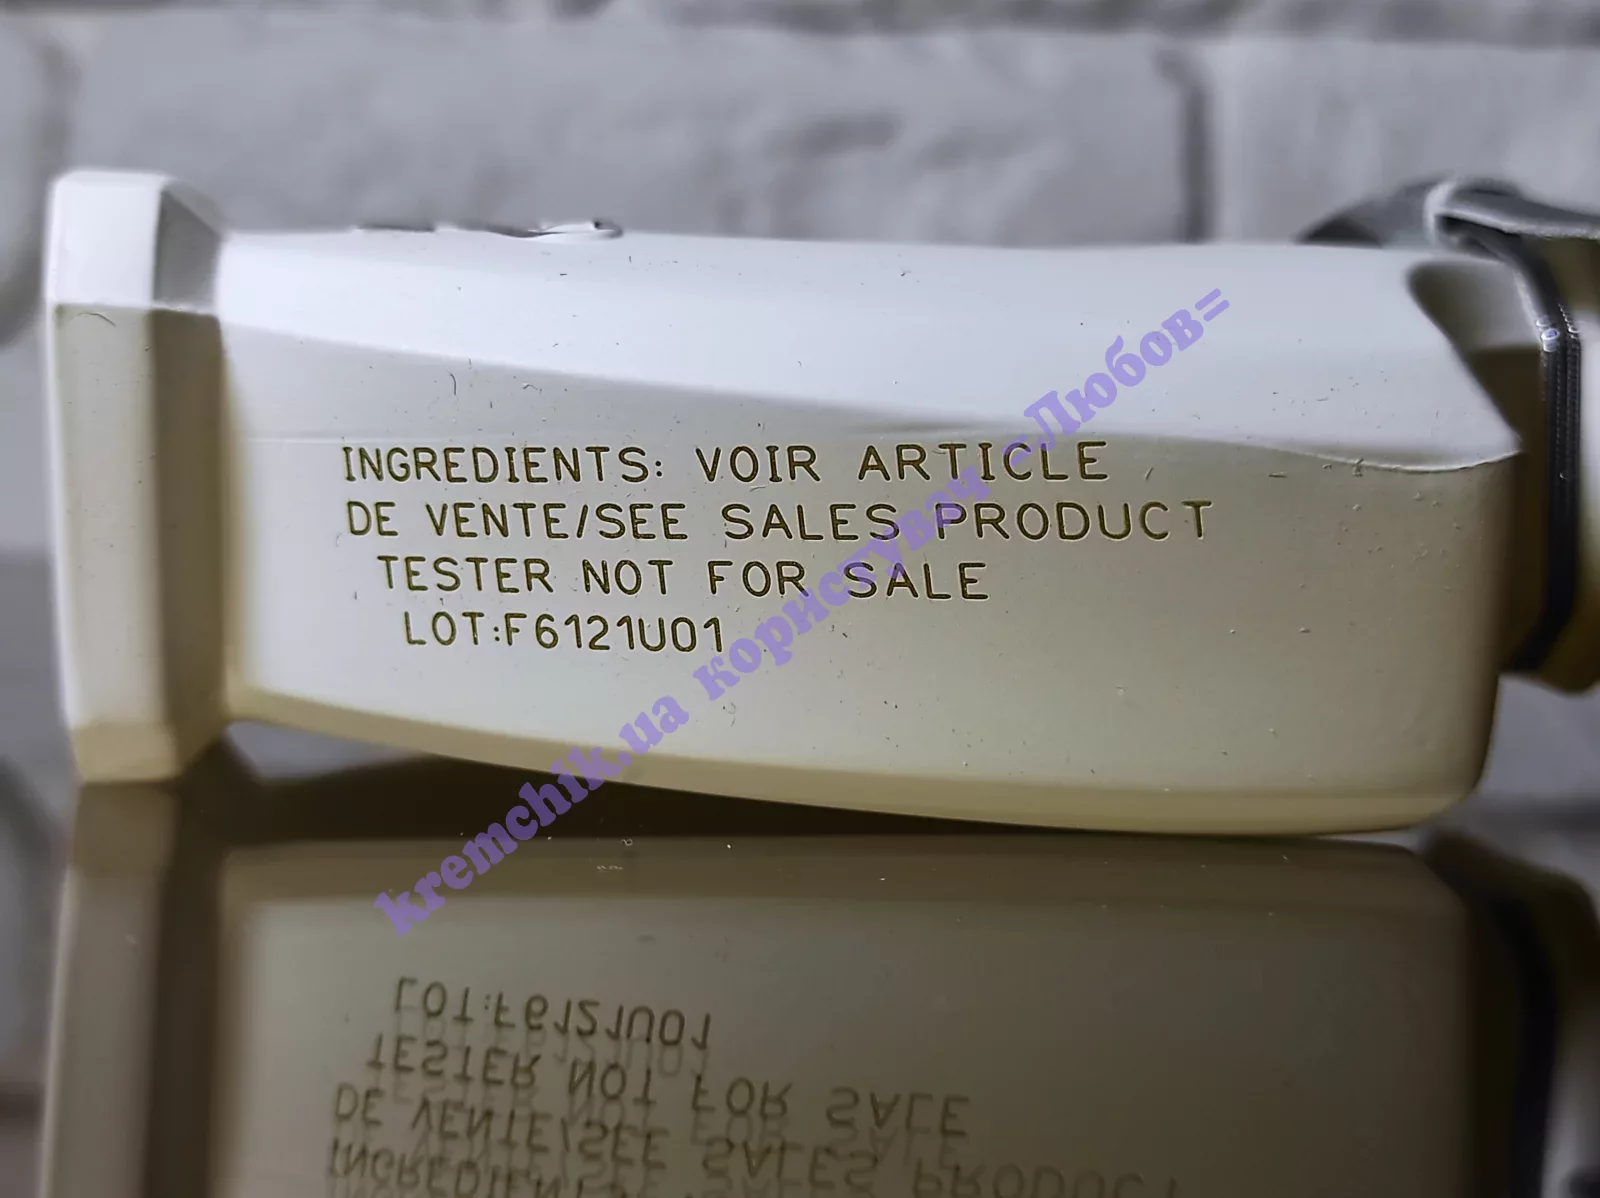 INGREDIENTS: VOIR ARTICLE
DE VENTE/SEE SALES PRODUCT
TESTER NOT FOR SALE
LOT:F6121U01
kremchik.ua користувач -Любов=